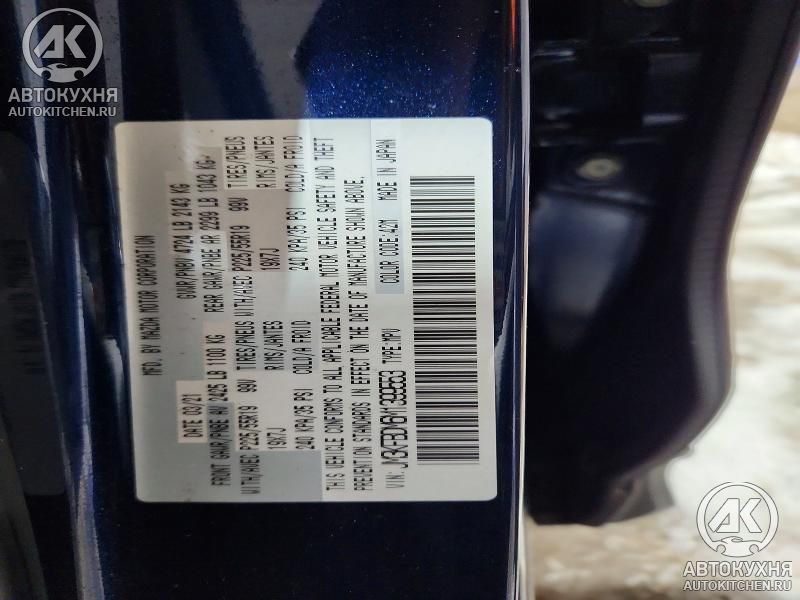 АК
АВТОКУХНЯ
AUTOKITCHEN.RU
MFD. BY MAZDA MOTOR CORPORATION
DATE 03/21 GVWR/PNBV 4724 LB 2143 KG
FRONT GAWR/PNBE AV 2425 LB 1100 KG REAR GAWR/PNBE AR 2299 LB 1043 KG
WITH/AVEC P225/55R19 99V TIRES/PNEUS WITH/AVEC P225/55R19 99V TIRES/PNEUS
19X7J RIMS/JANTES 19X7J RIMS/JANTES
240 KPA/35 PSI COLD/A FROID 240 KPA/35 PSI COLD/A FROID
THIS VEHICLE CONFORMS TO ALL APPLICABLE FEDERAL MOTOR VEHICLE SAFETY AND THEFT
PREVENTION STANDARDS IN EFFECT ON THE DATE OF MANUFACTURE SHOWN ABOVE.
VIN: TYPE:MPV COLOR CODE:42M MADE IN JAPAN
АК
АВТОКУХНЯ
AUTOKITCHEN.RU